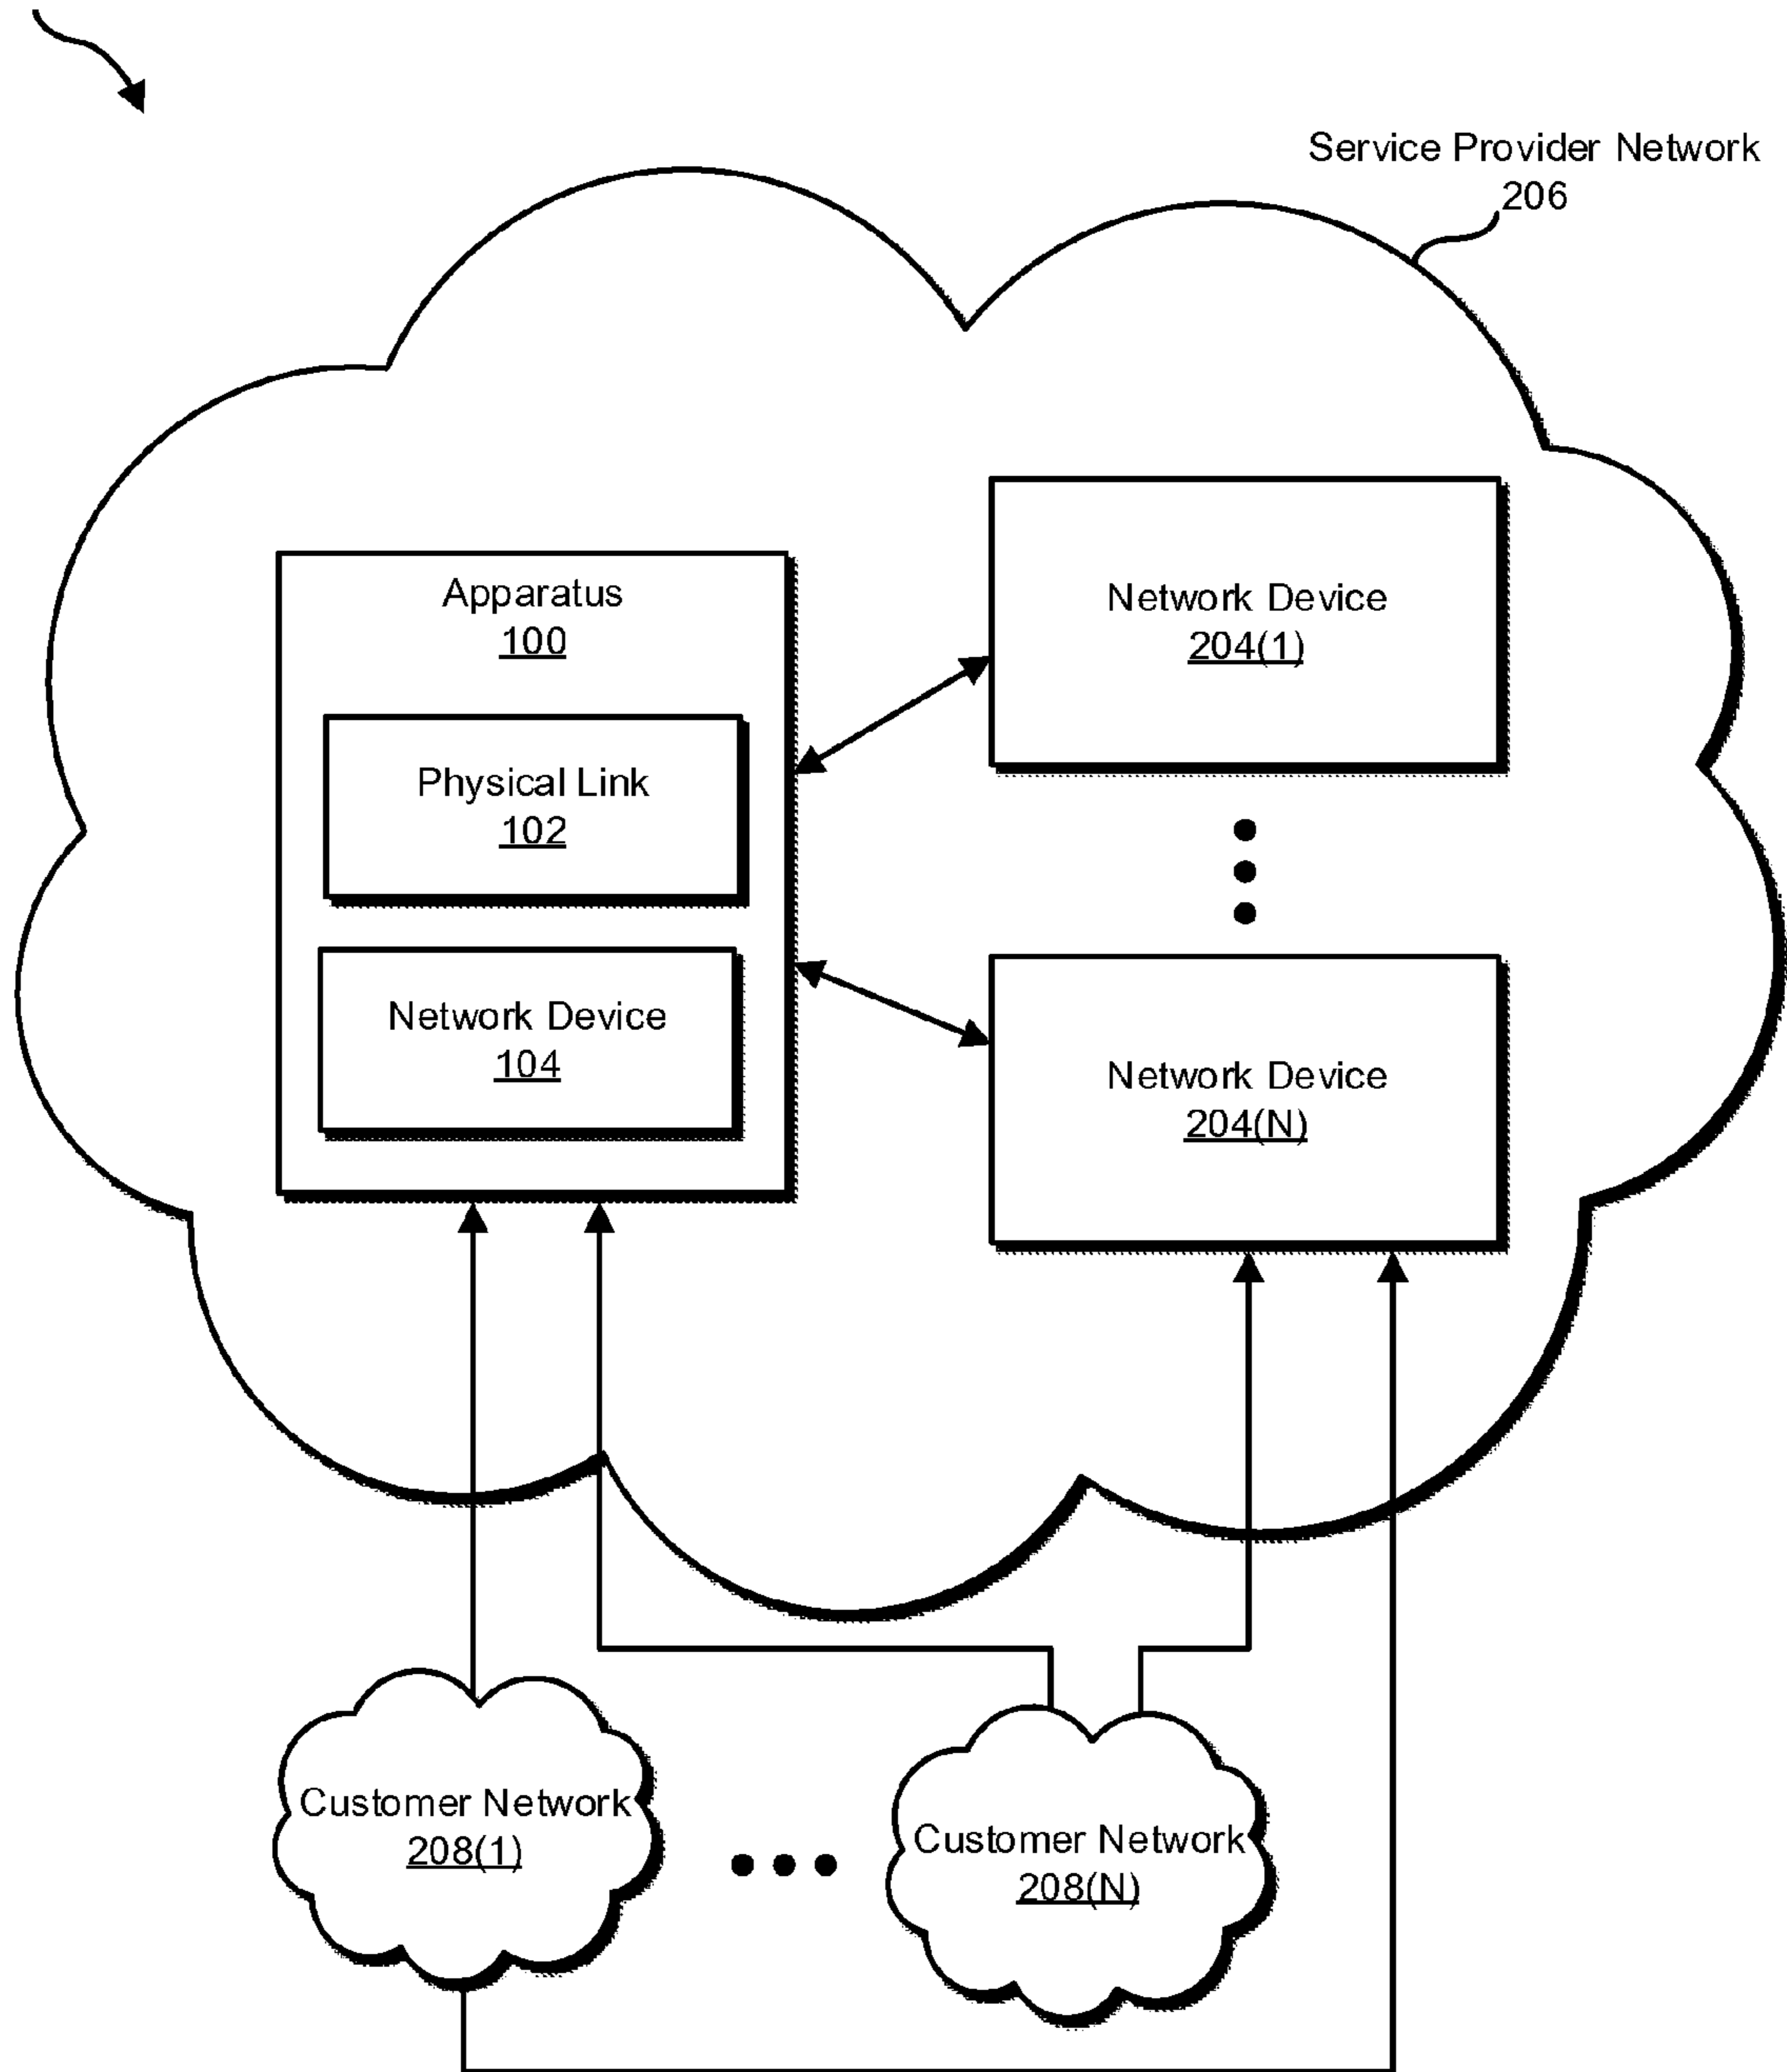 Service Provider Network
206
Apparatus
100
Physical Link
102
Network Device
104
Network Device
204(1)
Network Device
204(N)
Customer Network
208(1)
Customer Network
208(N)